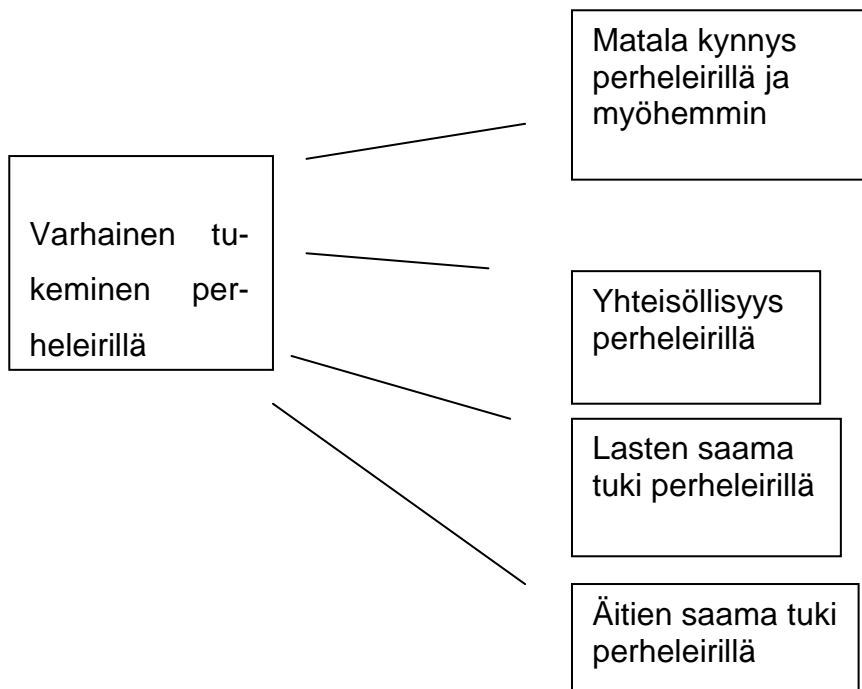 Varhainen tu-
keminen per-
heleirillä
Matala kynnys
perheleirillä ja
myöhemmin
Yhteisöllisyys
perheleirillä
Lasten saama
tuki perheleirillä
Äitien saama tuki
perheleirillä